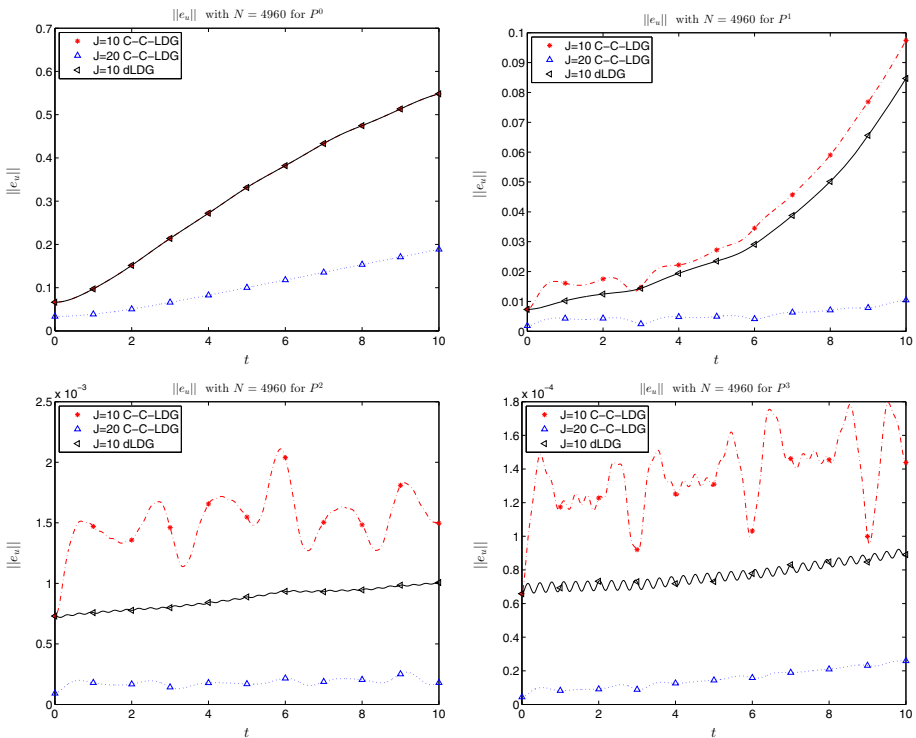 ||e_u|| with N = 4960 for P^0
0.7
0.6
0.5
0.4
0.3
0.2
0.1
0
||e_u||
J=10 C-C-LDG
J=20 C-C-LDG
J=10 dLDG
0 2 4 6 8 10
t
||e_u|| with N = 4960 for P^1
0.1
0.09
0.08
0.07
0.06
0.05
0.04
0.03
0.02
0.01
0
||e_u||
J=10 C-C-LDG
J=20 C-C-LDG
J=10 dLDG
0 2 4 6 8 10
t
||e_u|| with N = 4960 for P^2
x 10^-3
2.5
2
1.5
1
0.5
0
||e_u||
J=10 C-C-LDG
J=20 C-C-LDG
J=10 dLDG
0 2 4 6 8 10
t
||e_u|| with N = 4960 for P^3
x 10^-4
1.8
1.6
1.4
1.2
1
0.8
0.6
0.4
0.2
0
||e_u||
J=10 C-C-LDG
J=20 C-C-LDG
J=10 dLDG
0 2 4 6 8 10
t